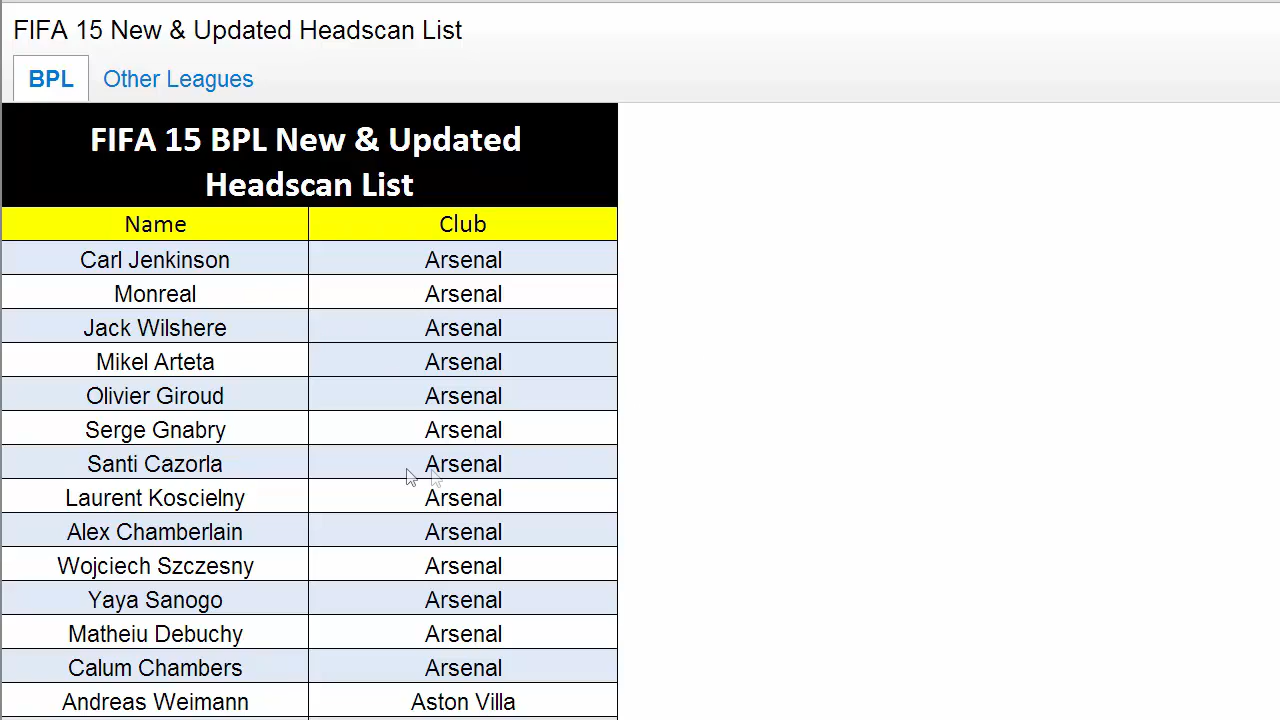 FIFA 15 New & Updated Headscan List
BPL Other Leagues
FIFA 15 BPL New & Updated
Headscan List
Name Club
Carl Jenkinson Arsenal
Monreal Arsenal
Jack Wilshere Arsenal
Mikel Arteta Arsenal
Olivier Giroud Arsenal
Serge Gnabry Arsenal
Santi Cazorla Arsenal
Laurent Koscielny Arsenal
Alex Chamberlain Arsenal
Wojciech Szczesny Arsenal
Yaya Sanogo Arsenal
Matheiu Debuchy Arsenal
Calum Chambers Arsenal
Andreas Weimann Aston Villa